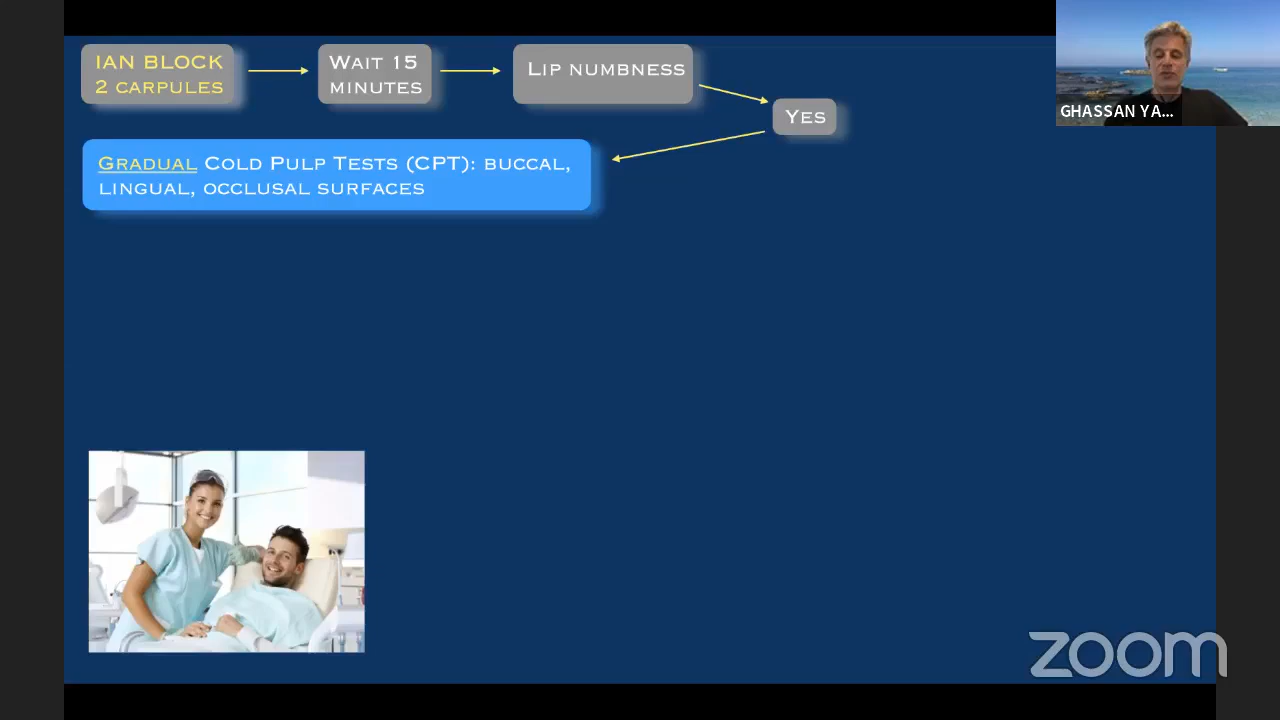 IAN BLOCK
2 CARPULES
WAIT 15
MINUTES
LIP NUMBNESS
YES
GRADUAL COLD PULP TESTS (CPT): BUCCAL,
LINGUAL, OCCLUSAL SURFACES
GHASSAN YA...
zoom